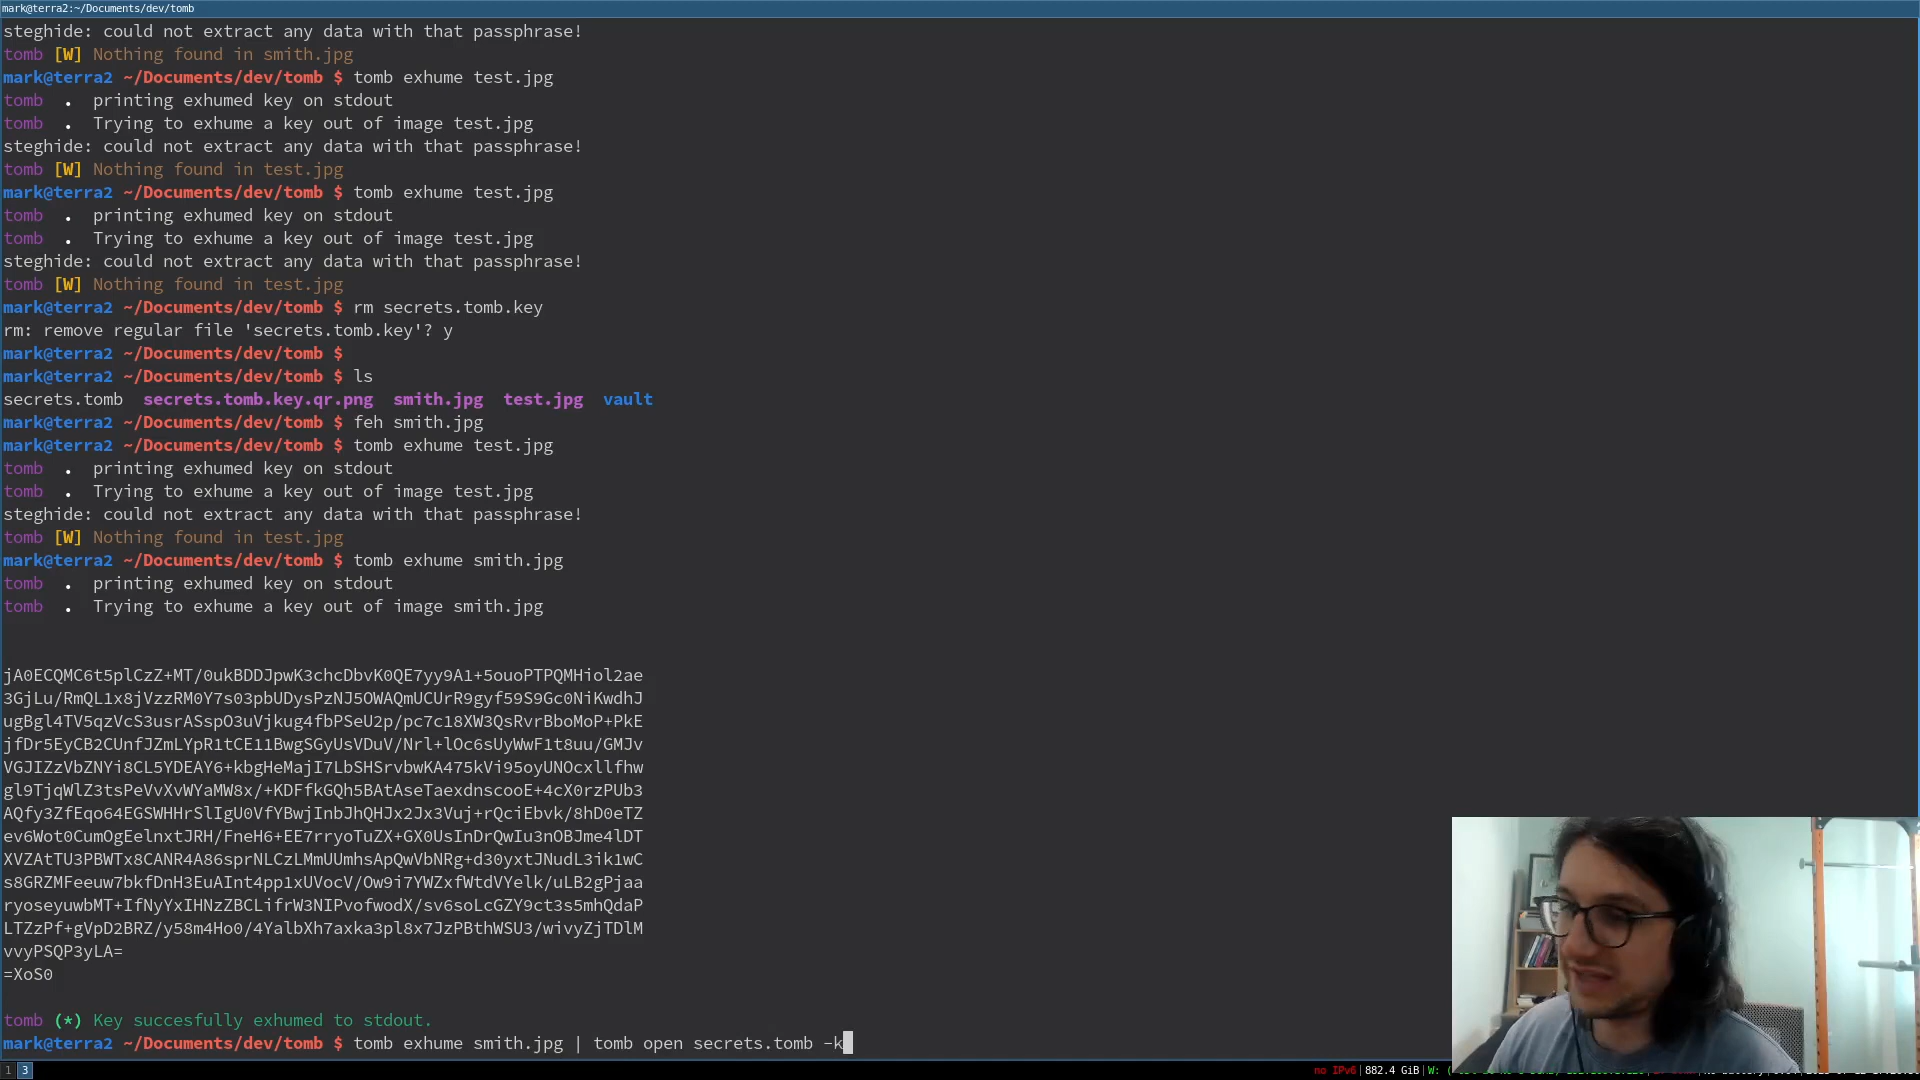 mark@terra2:~/Documents/dev/tomb
steghide: could not extract any data with that passphrase!
tomb [W] Nothing found in smith.jpg
mark@terra2 ~/Documents/dev/tomb $ tomb exhume test.jpg
tomb  .  printing exhumed key on stdout
tomb  .  Trying to exhume a key out of image test.jpg
steghide: could not extract any data with that passphrase!
tomb [W] Nothing found in test.jpg
mark@terra2 ~/Documents/dev/tomb $ tomb exhume test.jpg
tomb  .  printing exhumed key on stdout
tomb  .  Trying to exhume a key out of image test.jpg
steghide: could not extract any data with that passphrase!
tomb [W] Nothing found in test.jpg
mark@terra2 ~/Documents/dev/tomb $ rm secrets.tomb.key
rm: remove regular file 'secrets.tomb.key'? y
mark@terra2 ~/Documents/dev/tomb $
mark@terra2 ~/Documents/dev/tomb $ ls
secrets.tomb  secrets.tomb.key.qr.png  smith.jpg  test.jpg  vault
mark@terra2 ~/Documents/dev/tomb $ feh smith.jpg
mark@terra2 ~/Documents/dev/tomb $ tomb exhume test.jpg
tomb  .  printing exhumed key on stdout
tomb  .  Trying to exhume a key out of image test.jpg
steghide: could not extract any data with that passphrase!
tomb [W] Nothing found in test.jpg
mark@terra2 ~/Documents/dev/tomb $ tomb exhume smith.jpg
tomb  .  printing exhumed key on stdout
tomb  .  Trying to exhume a key out of image smith.jpg
jA0ECQMC6t5plCzZ+MT/0ukBDDJpwK3chcDbvK0QE7yy9A1+5ouoPTPQMHiol2ae
3GjLu/RmQL1x8jVzzRM0Y7s03pbUDysPzNJ5OWAQmUCUrR9gyf59S9Gc0NiKwdhJ
ugBgl4TV5qzVcS3usrASspO3uVjkug4fbPSeU2p/pc7c18XW3QsRvrBboMoP+PkE
jfDr5EyCB2CUnfJZmLYpR1tCE11BwgSGyUsVDuV/Nrl+lOc6sUyWwF1t8uu/GMJv
VGJIZzVbZNYi8CL5YDEAY6+kbgHeMajI7LbSHSrvbwKA475kVi95oyUNOcxllfhw
gl9TjqWlZ3tsPeVvXvWYaMW8x/+KDFfkGQh5BAtAseTaexdnscooE+4cX0rzPUb3
AQfy3ZfEqo64EGSWHHrSlIgU0VfYBwjInbJhQHJx2Jx3Vuj+rQciEbvk/8hD0eTZ
ev6Wot0CumOgEelnxtJRH/FneH6+EE7rryoTuZX+GX0UsInDrQwIu3nOBJme4lDT
XVZAtTU3PBWTx8CANR4A86sprNLCzLMmUUmhsApQwVbNRg+d30yxtJNudL3ik1wC
s8GRZMFeeuw7bkfDnH3EuAInt4pp1xUVocV/Ow9i7YWZxfWtdVYelk/uLB2gPjaa
ryoseyuwbMT+IfNyYxIHNzZBCLifrW3NIPvofwodX/sv6soLcGZY9ct3s5mhQdaP
LTZzPf+gVpD2BRZ/y58m4Ho0/4YalbXh7axka3pl8x7JzPBthWSU3/wivyZjTDlM
vvyPSQP3yLA=
=XoS0
tomb (*) Key succesfully exhumed to stdout.
mark@terra2 ~/Documents/dev/tomb $ tomb exhume smith.jpg | tomb open secrets.tomb -k
1 3 no IPv6|882.4 GiB|W: (